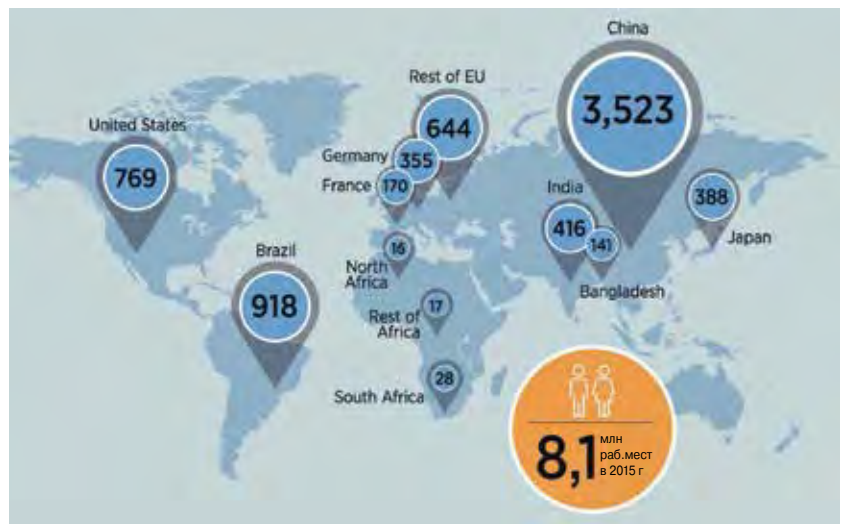 China
3,523
Rest of EU
644
United States
769
Germany
355
France
170
India
416
141
Bangladesh
388
Japan
Brazil
918
16
North
Africa
17
Rest of
Africa
28
South Africa
8,1
млн
раб.мест
в 2015 г